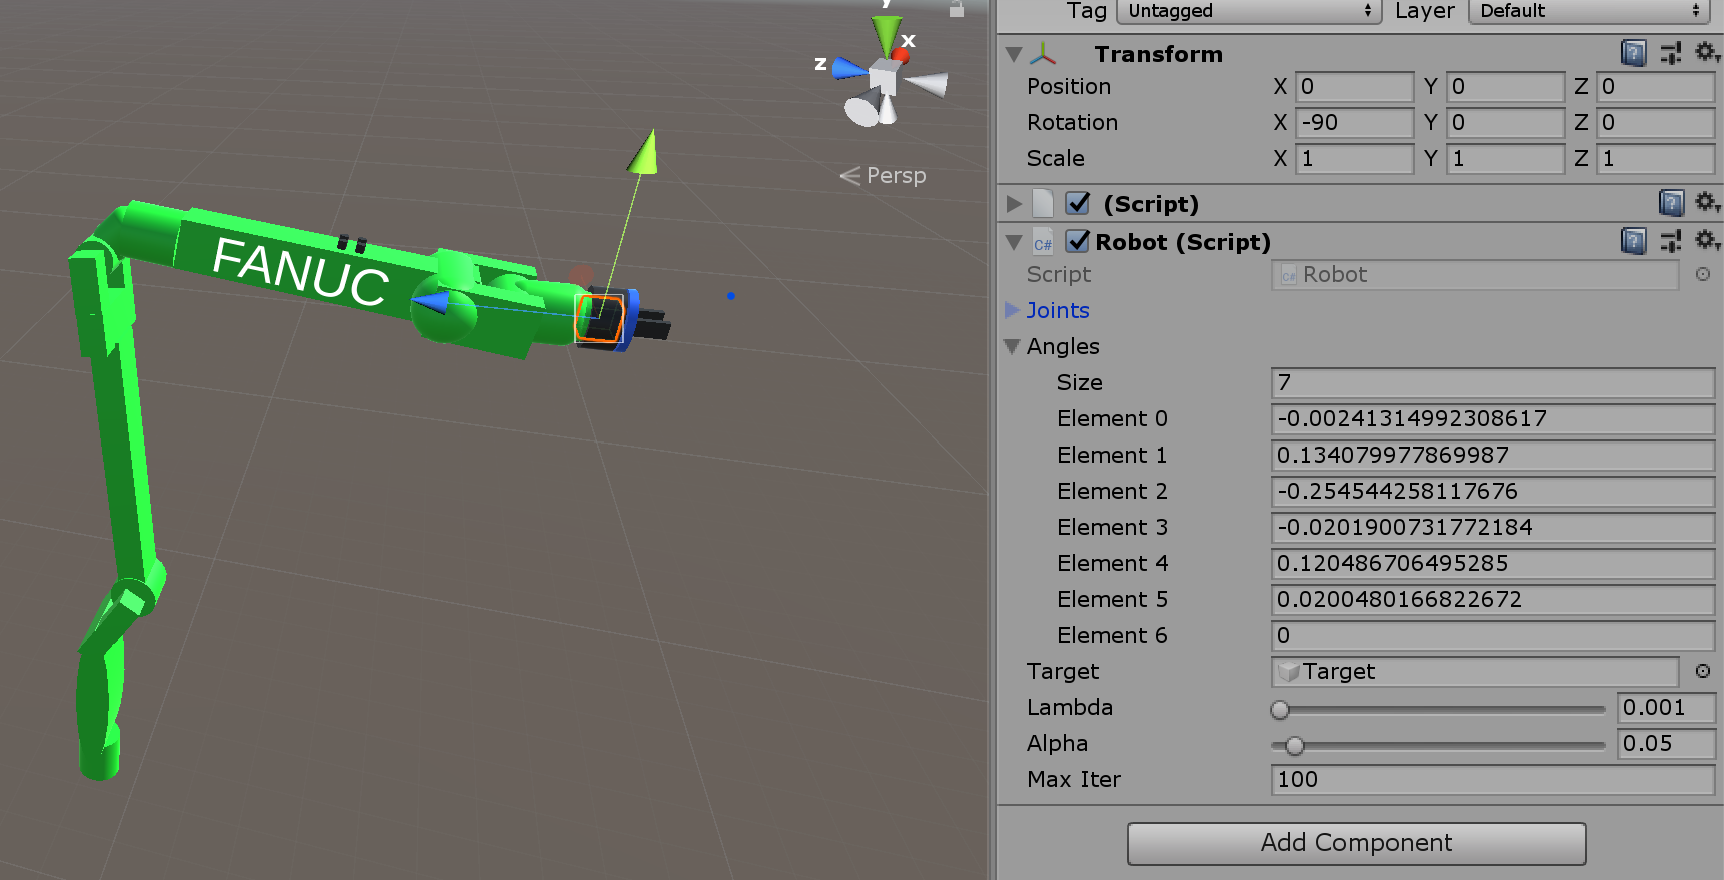 y
x
z
Persp
FANUC
Tag Untagged Layer Default
Transform
Position X 0 Y 0 Z 0
Rotation X -90 Y 0 Z 0
Scale X 1 Y 1 Z 1
(Script)
C# Robot (Script)
Script C# Robot
Joints
Angles
Size 7
Element 0 -0.00241314992308617
Element 1 0.134079977869987
Element 2 -0.254544258117676
Element 3 -0.0201900731772184
Element 4 0.120486706495285
Element 5 0.0200480166822672
Element 6 0
Target Target
Lambda 0.001
Alpha 0.05
Max Iter 100
Add Component